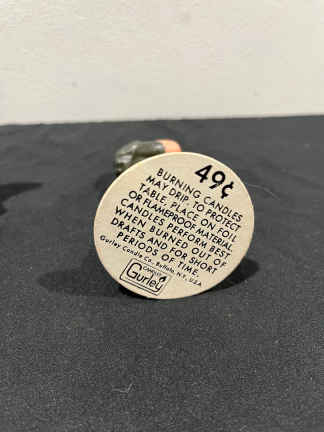 49¢
BURNING CANDLES
MAY DRIP. TO PROTECT
TABLE, PLACE ON FOIL
OR FLAMEPROOF MATERIAL.
CANDLES PERFORM BEST
WHEN BURNED OUT OF
DRAFTS AND FOR SHORT
PERIODS OF TIME.
Gurley Candle Co., Buffalo, N.Y., U.S.A.
CANDLES
Gurley